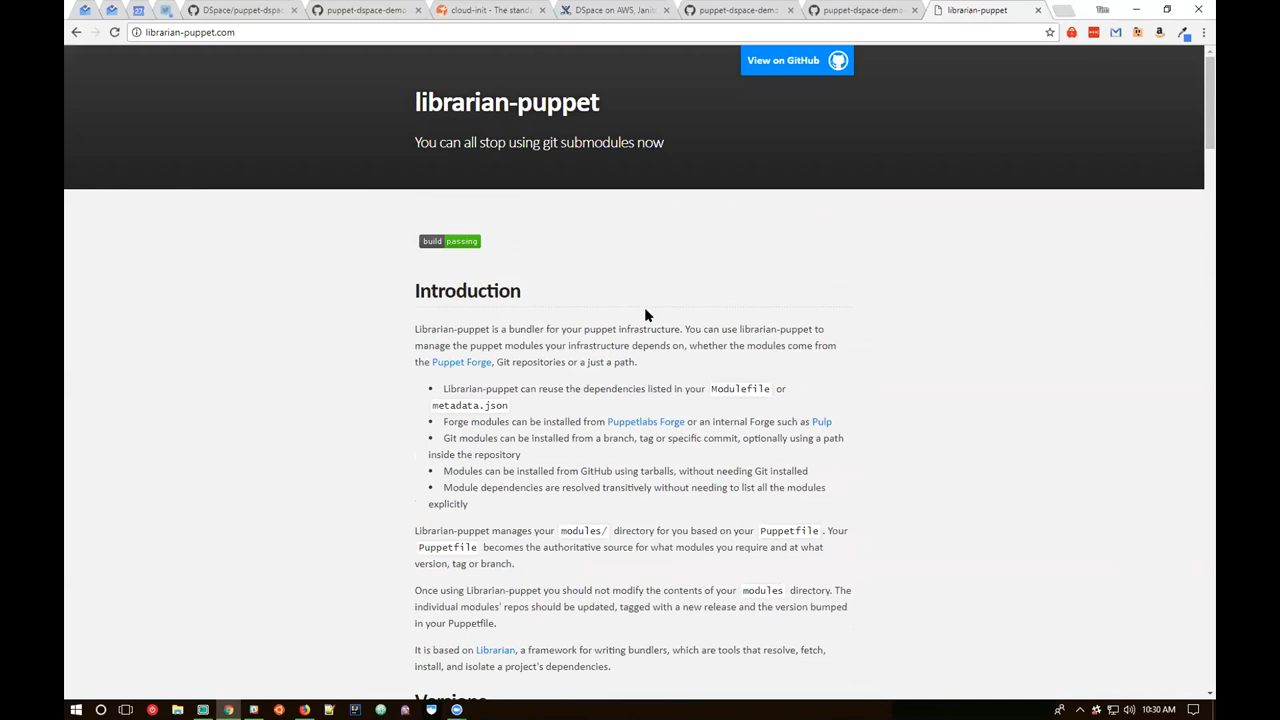 DSpace/puppet-dspac
puppet-dspace-demo
cloud-init - The standa
DSpace on AWS, Janit
puppet-dspace-demo
puppet-dspace-demo
librarian-puppet
Tim
librarian-puppet.com
View on GitHub
librarian-puppet
You can all stop using git submodules now
build passing
Introduction
Librarian-puppet is a bundler for your puppet infrastructure. You can use librarian-puppet to
manage the puppet modules your infrastructure depends on, whether the modules come from
the Puppet Forge, Git repositories or a just a path.
• Librarian-puppet can reuse the dependencies listed in your Modulefile or
metadata.json
• Forge modules can be installed from Puppetlabs Forge or an internal Forge such as Pulp
• Git modules can be installed from a branch, tag or specific commit, optionally using a path
inside the repository
• Modules can be installed from GitHub using tarballs, without needing Git installed
• Module dependencies are resolved transitively without needing to list all the modules
explicitly
Librarian-puppet manages your modules/ directory for you based on your Puppetfile. Your
Puppetfile becomes the authoritative source for what modules you require and at what
version, tag or branch.
Once using Librarian-puppet you should not modify the contents of your modules directory. The
individual modules' repos should be updated, tagged with a new release and the version bumped
in your Puppetfile.
It is based on Librarian, a framework for writing bundlers, which are tools that resolve, fetch,
install, and isolate a project's dependencies.
Versions
10:30 AM